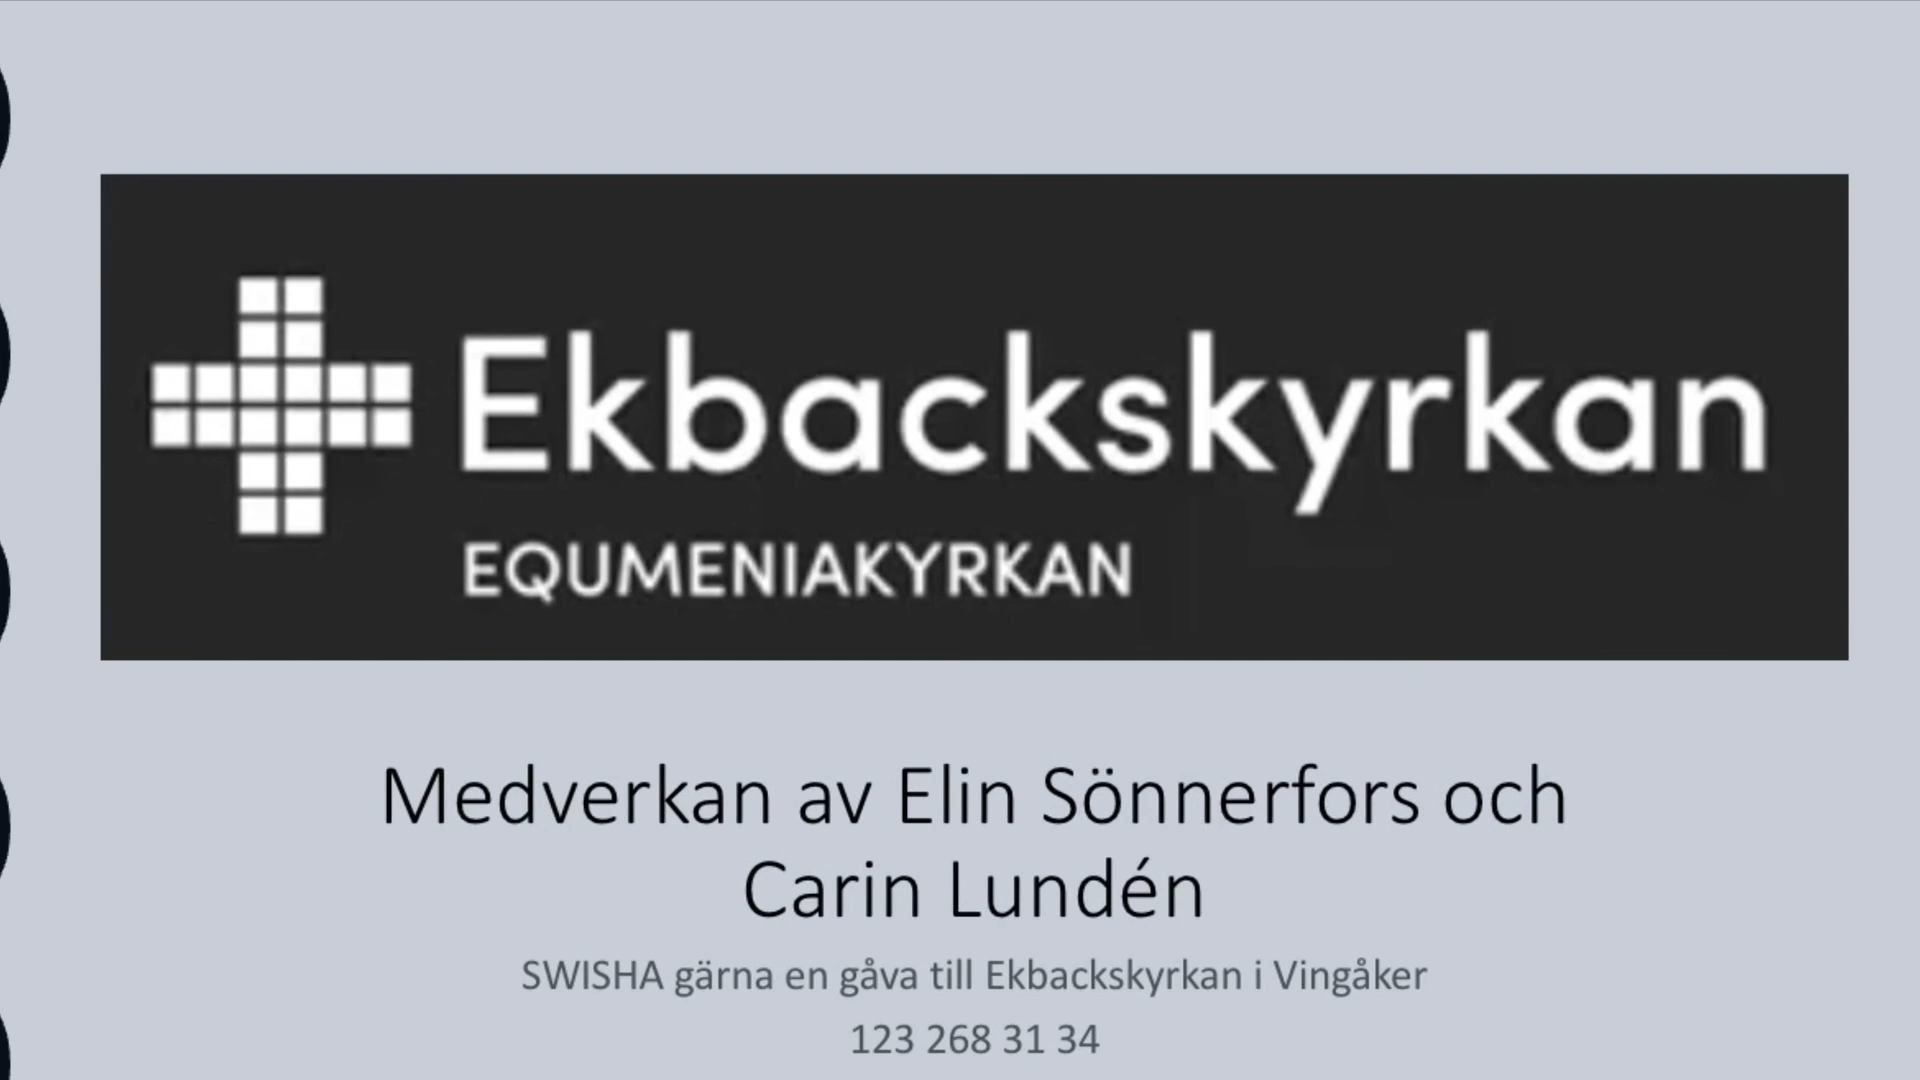 Ekbackskyrkan
EQUMENIAKYRKAN
Medverkan av Elin Sönnerfors och
Carin Lundén
SWISHA gärna en gåva till Ekbackskyrkan i Vingåker
123 268 31 34